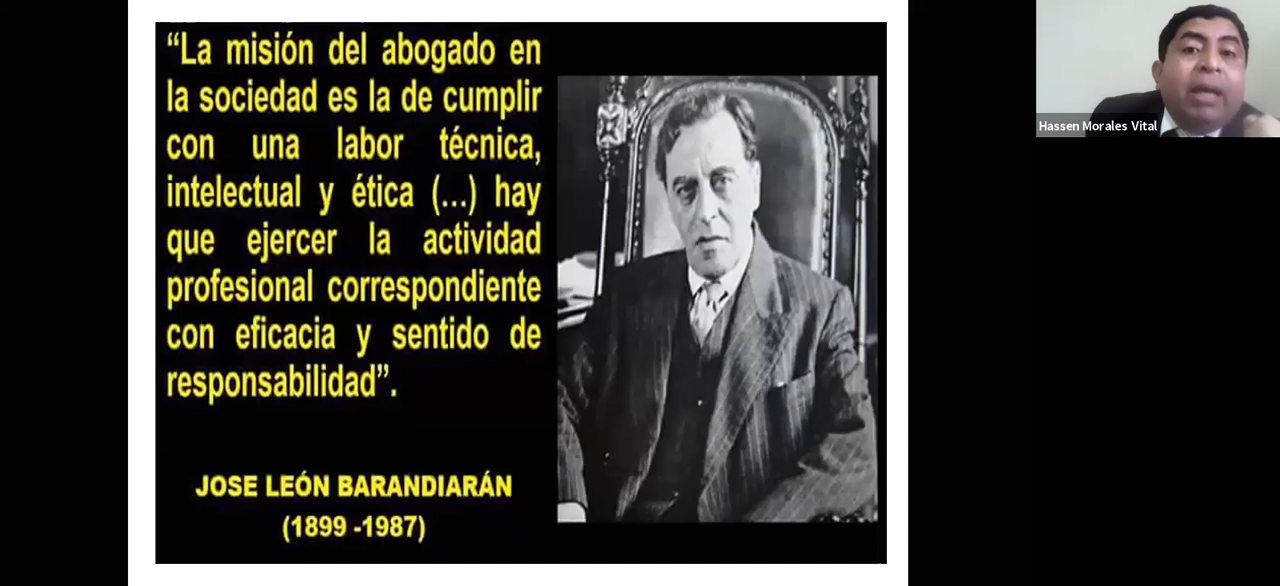 “La misión del abogado en
la sociedad es la de cumplir
con una labor técnica,
intelectual y ética (...) hay
que ejercer la actividad
profesional correspondiente
con eficacia y sentido de
responsabilidad”.
JOSE LEÓN BARANDIARÁN
(1899 -1987)
Hassen Morales Vital